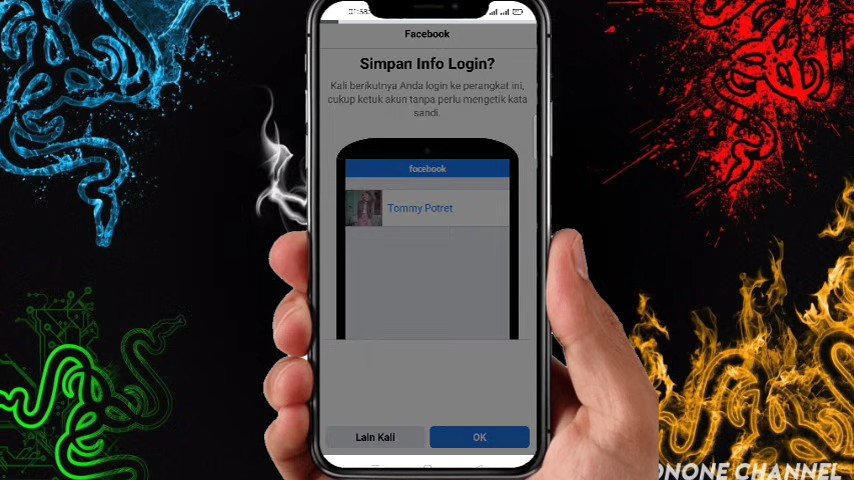 Facebook
Simpan Info Login?
Kali berikutnya Anda login ke perangkat ini,
cukup ketuk akun tanpa perlu mengetik kata
sandi.
facebook
Tommy Potret
Lain Kali
OK
CHANNEL